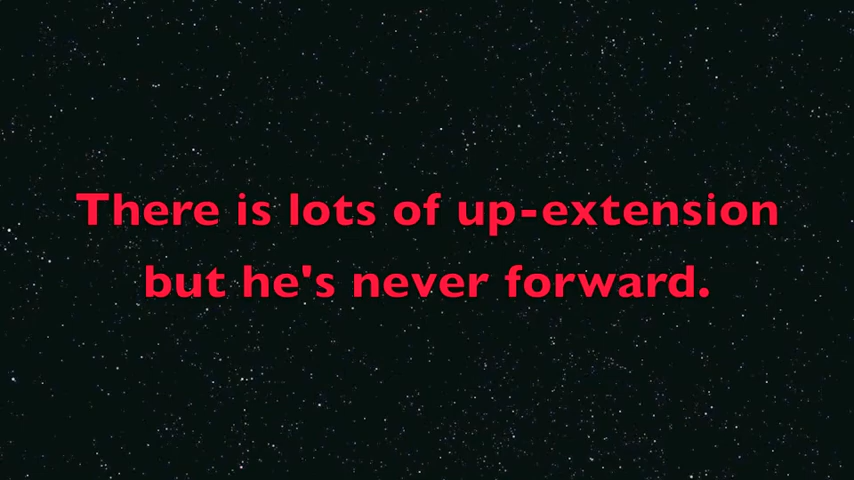 There is lots of up-extension
but he's never forward.